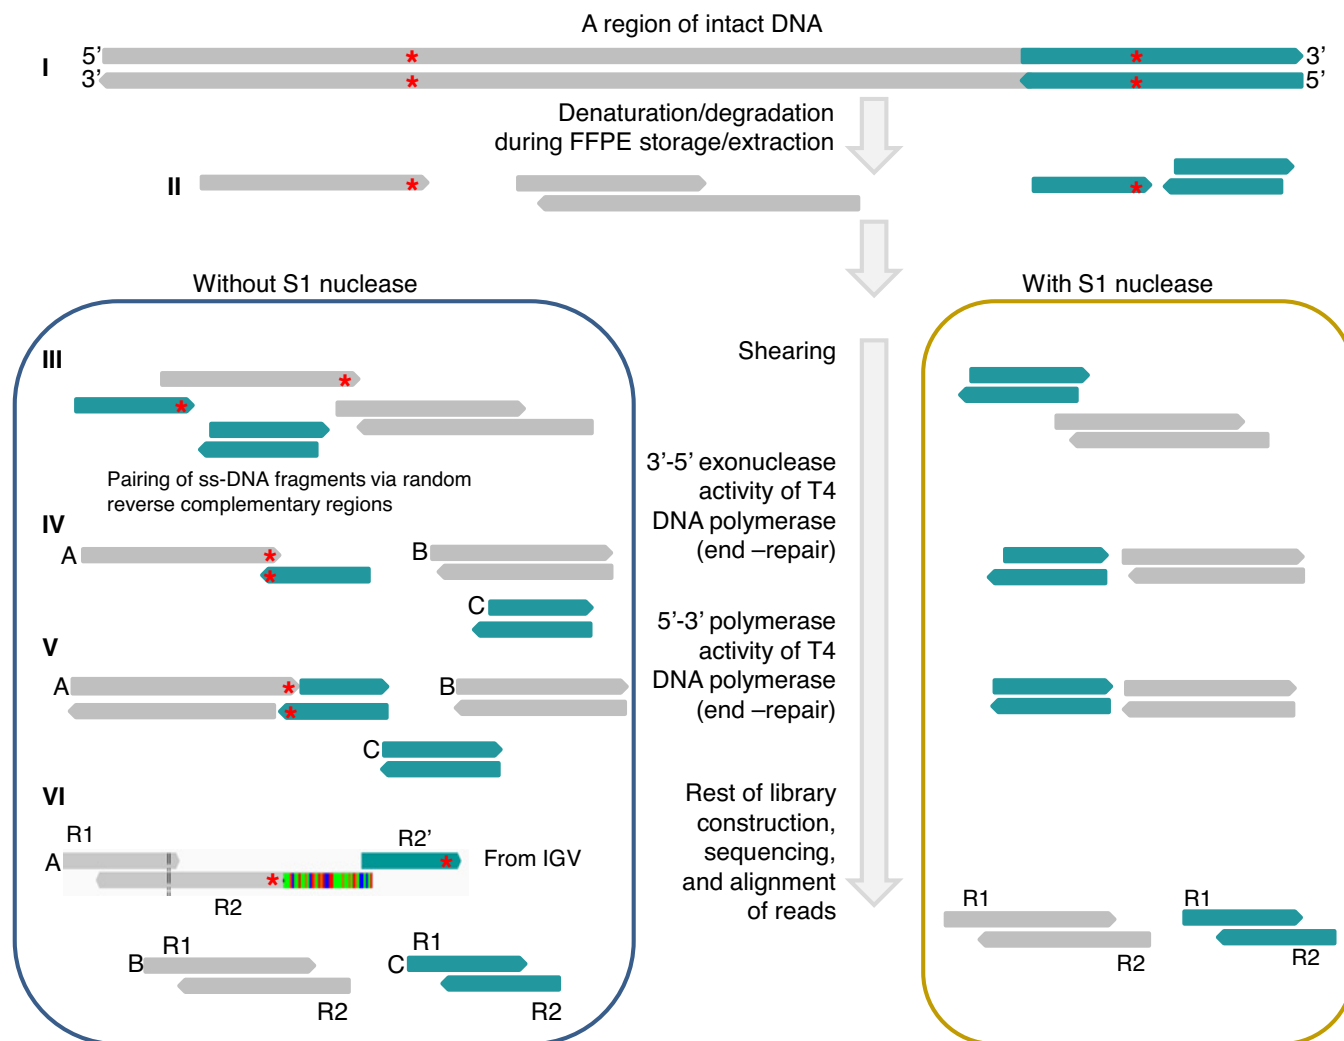 A region of intact DNA
I
5’
3’
3’
5’
Denaturation/degradation
during FFPE storage/extraction
II
Without S1 nuclease
With S1 nuclease
III
Shearing
Pairing of ss-DNA fragments via random
reverse complementary regions
3’-5’ exonuclease
activity of T4
DNA polymerase
(end –repair)
IV
A
B
C
5’-3’ polymerase
activity of T4
DNA polymerase
(end –repair)
V
A
B
C
Rest of library
construction,
sequencing,
and alignment
of reads
VI
R1
R2’
A
From IGV
R2
R1
B
R2
R1
C
R2
R1
R2
R1
R2